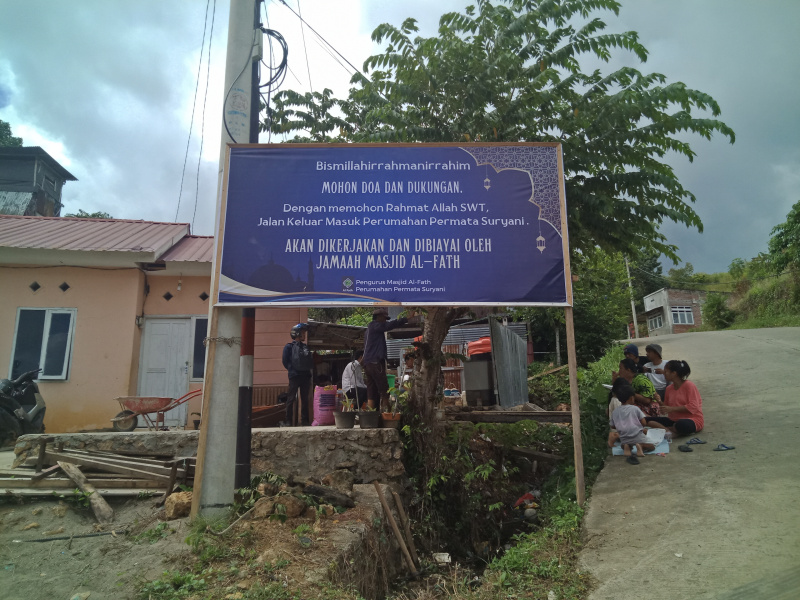 Bismillahirrahmanirrahim
MOHON DOA DAN DUKUNGAN.
Dengan memohon Rahmat Allah SWT,
Jalan Keluar Masuk Perumahan Permata Suryani.
AKAN DIKERJAKAN DAN DIBIAYAI OLEH
JAMAAH MASJID AL-FATH
Pengurus Masjid Al-Fath
Perumahan Permata Suryani